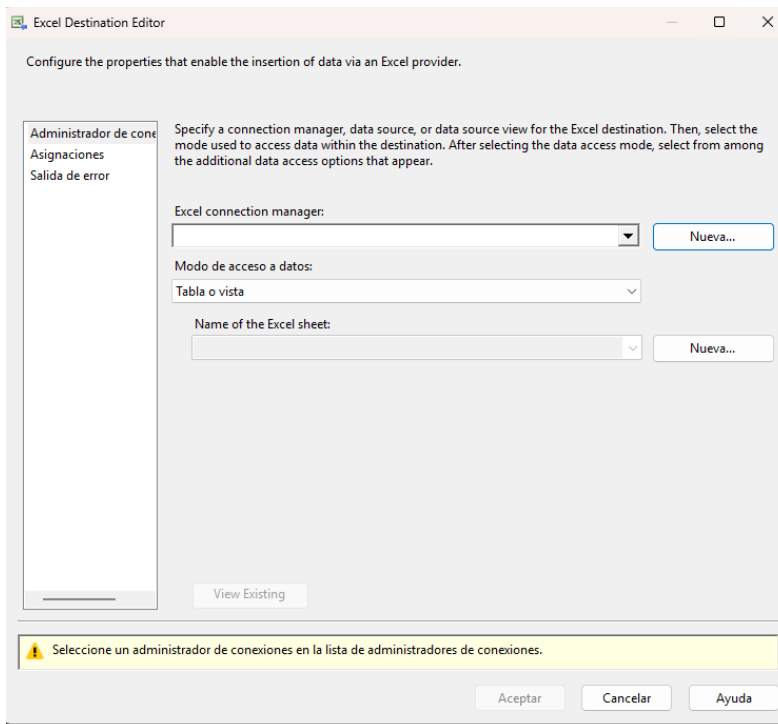 Excel Destination Editor
Configure the properties that enable the insertion of data via an Excel provider.
Administrador de cone
Asignaciones
Salida de error
Specify a connection manager, data source, or data source view for the Excel destination. Then, select the
mode used to access data within the destination. After selecting the data access mode, select from among
the additional data access options that appear.
Excel connection manager:
Nueva...
Modo de acceso a datos:
Tabla o vista
Name of the Excel sheet:
Nueva...
View Existing
Seleccione un administrador de conexiones en la lista de administradores de conexiones.
Aceptar
Cancelar
Ayuda